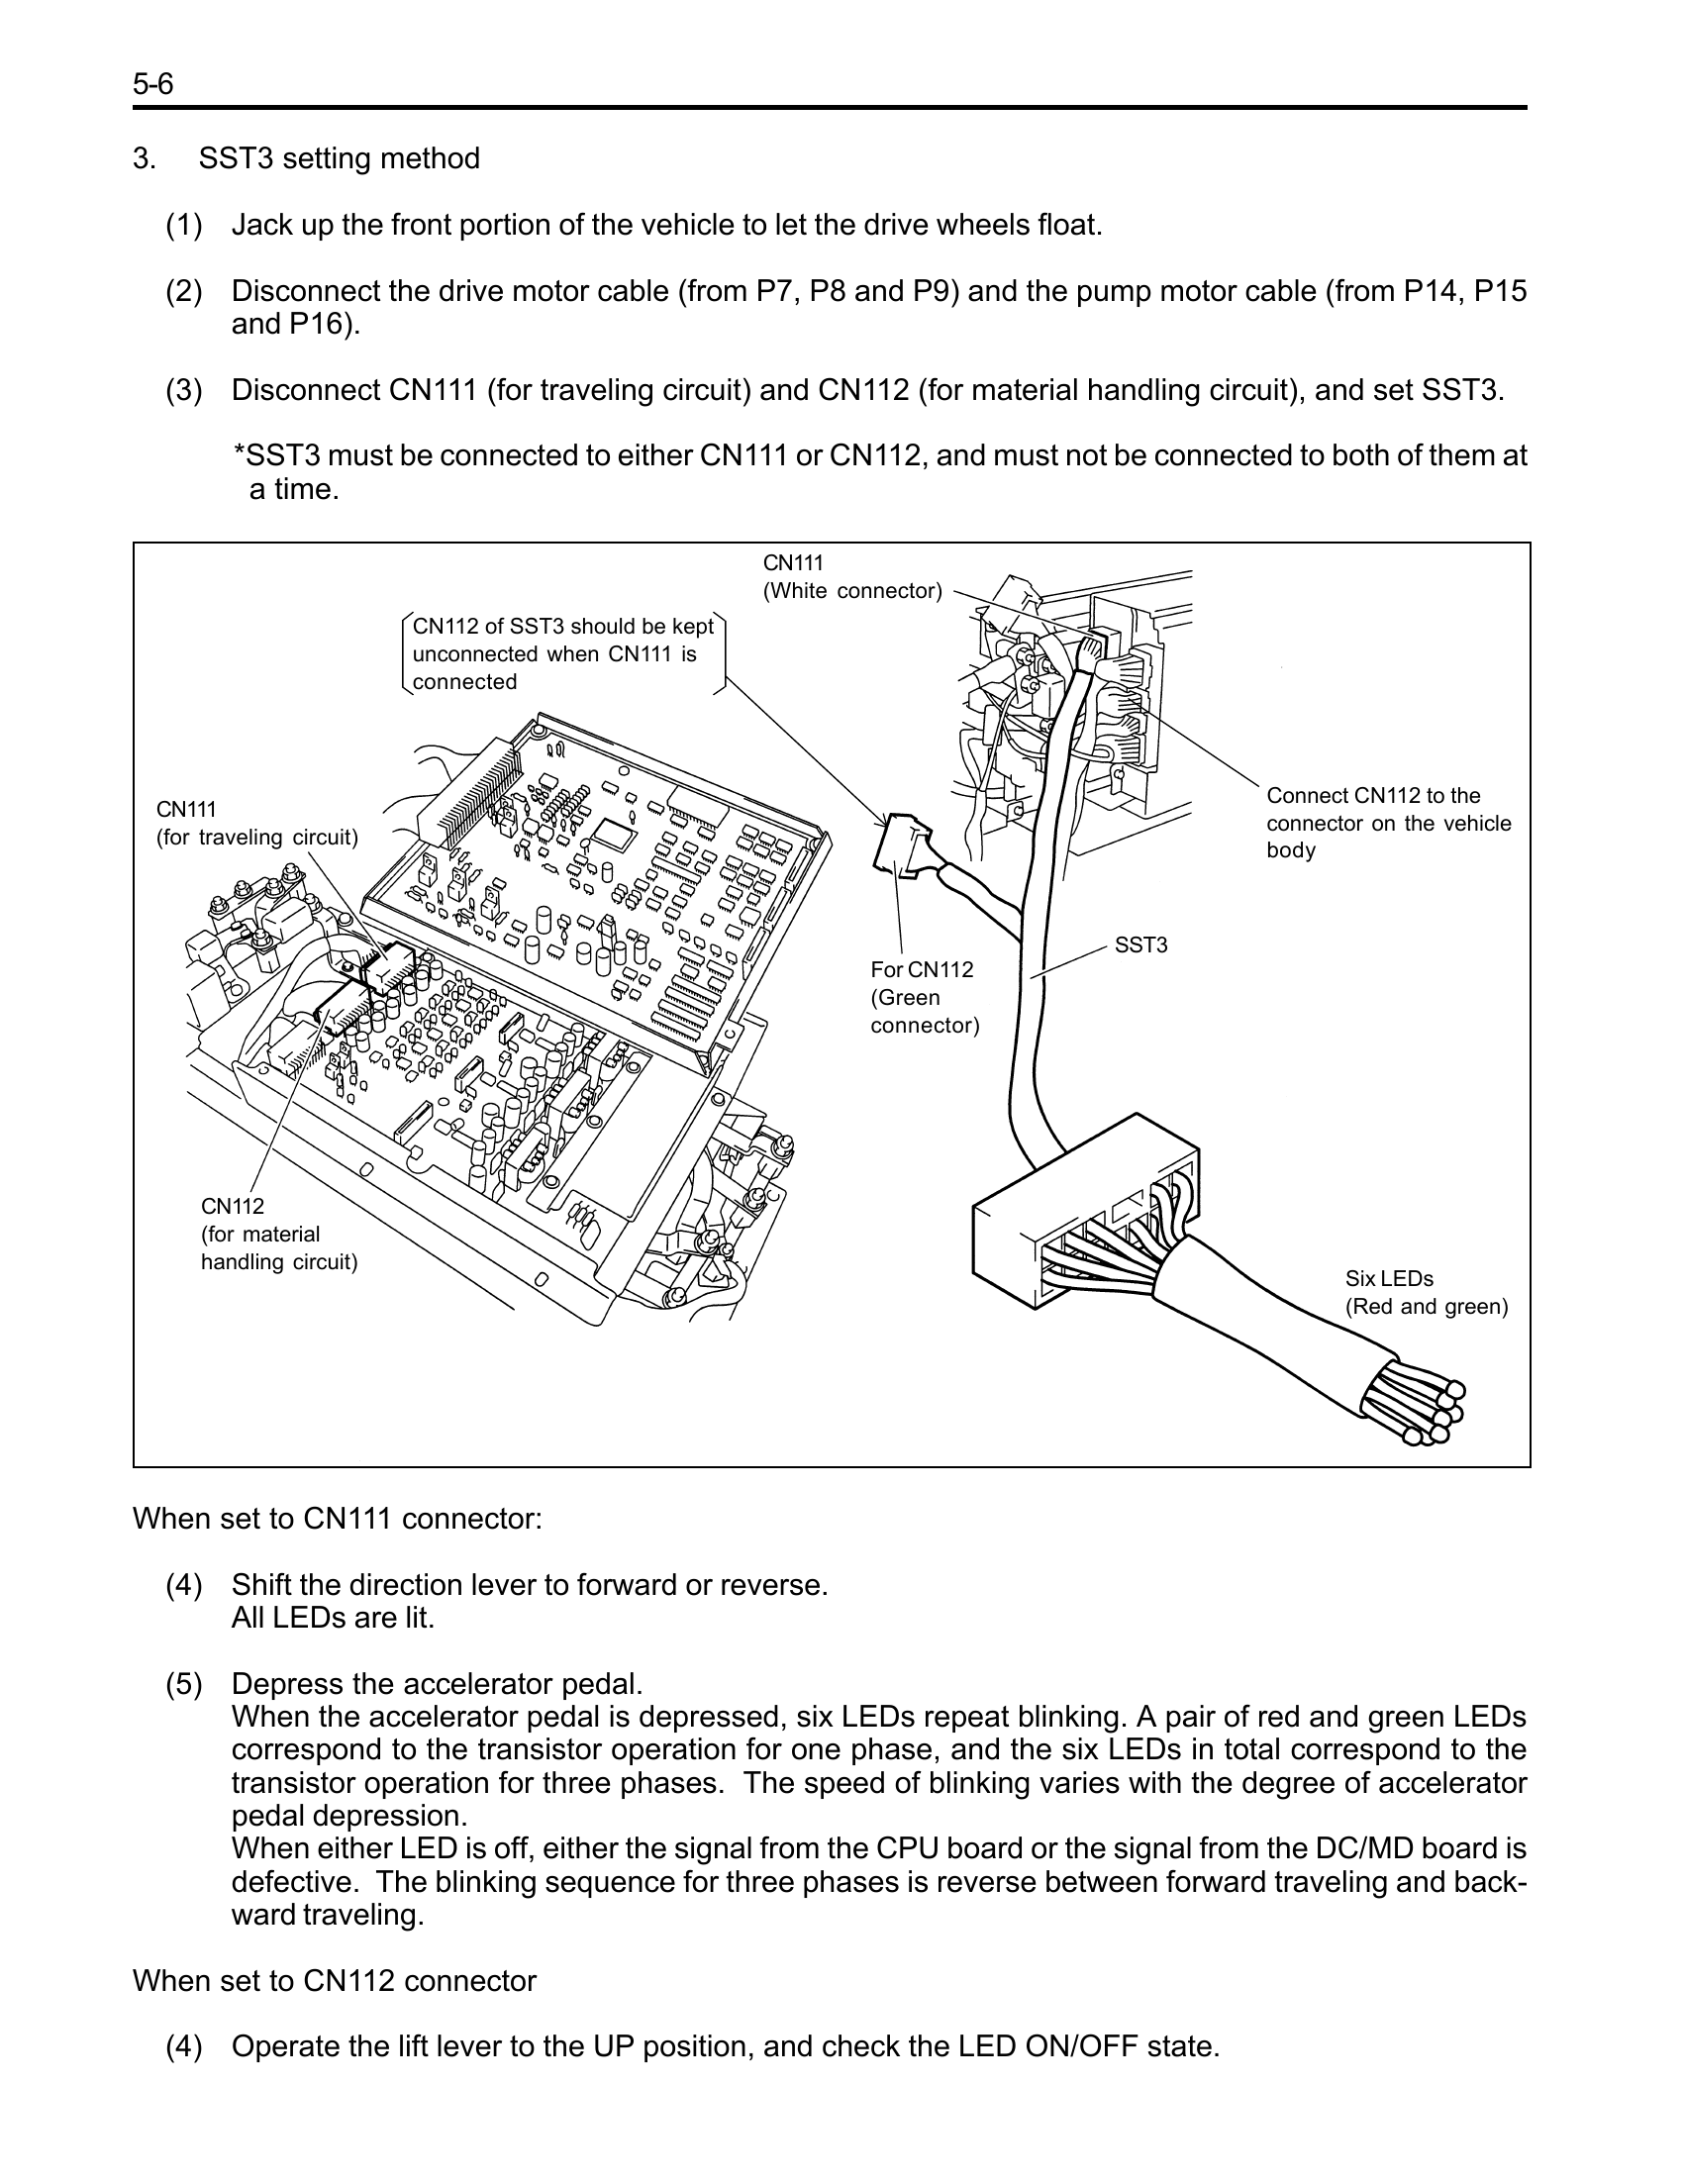 5-6
3. SST3 setting method
(1) Jack up the front portion of the vehicle to let the drive wheels float.
(2) Disconnect the drive motor cable (from P7, P8 and P9) and the pump motor cable (from P14, P15
and P16).
(3) Disconnect CN111 (for traveling circuit) and CN112 (for material handling circuit), and set SST3.
*SST3 must be connected to either CN111 or CN112, and must not be connected to both of them at
a time.
CN111
(White connector)
CN112 of SST3 should be kept
unconnected when CN111 is
connected
CN111
(for traveling circuit)
Connect CN112 to the
connector on the vehicle
body
SST3
For CN112
(Green
connector)
CN112
(for material
handling circuit)
Six LEDs
(Red and green)
When set to CN111 connector:
(4) Shift the direction lever to forward or reverse.
All LEDs are lit.
(5) Depress the accelerator pedal.
When the accelerator pedal is depressed, six LEDs repeat blinking. A pair of red and green LEDs
correspond to the transistor operation for one phase, and the six LEDs in total correspond to the
transistor operation for three phases. The speed of blinking varies with the degree of accelerator
pedal depression.
When either LED is off, either the signal from the CPU board or the signal from the DC/MD board is
defective. The blinking sequence for three phases is reverse between forward traveling and back-
ward traveling.
When set to CN112 connector
(4) Operate the lift lever to the UP position, and check the LED ON/OFF state.